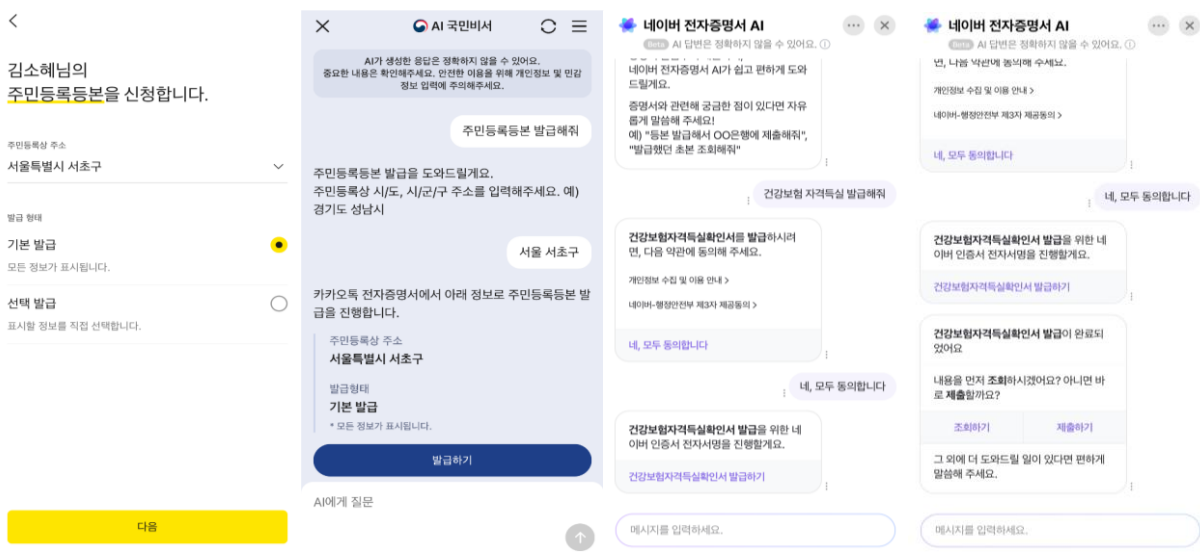 김소혜님의
주민등록등본을 신청합니다.
주민등록상 주소
서울특별시 서초구
발급 형태
기본 발급
모든 정보가 표시됩니다.
선택 발급
표시할 정보를 직접 선택합니다.
다음
AI 국민비서
AI가 생성한 응답은 정확하지 않을 수 있어요.
중요한 내용은 확인해주세요. 안전한 이용을 위해 개인정보 및 민감
정보 입력에 주의해주세요.
주민등록등본 발급해줘
주민등록등본 발급을 도와드릴게요.
주민등록상 시/도, 시/군/구 주소를 입력해주세요. 예)
경기도 성남시
서울 서초구
카카오톡 전자증명서에서 아래 정보로 주민등록등본 발
급을 진행합니다.
주민등록상 주소
서울특별시 서초구
발급형태
기본 발급
* 모든 정보가 표시됩니다.
발급하기
AI에게 질문
네이버 전자증명서 AI
Beta AI 답변은 정확하지 않을 수 있어요.
네이버 전자증명서 AI가 쉽고 편하게 도와
드릴게요.
증명서와 관련해 궁금한 점이 있다면 자유
롭게 말씀해 주세요!
예) "등본 발급해서 OO은행에 제출해줘",
"발급했던 초본 조회해줘"
건강보험 자격득실 발급해줘
건강보험자격득실확인서를 발급하시려
면, 다음 약관에 동의해 주세요.
개인정보 수집 및 이용 안내 >
네이버-행정안전부 제3자 제공동의 >
네, 모두 동의합니다
네, 모두 동의합니다
건강보험자격득실확인서 발급을 위한 네
이버 인증서 전자서명을 진행할게요.
건강보험자격득실확인서 발급하기
메시지를 입력하세요.
네이버 전자증명서 AI
Beta AI 답변은 정확하지 않을 수 있어요.
면, 다음 약관에 동의해 주세요.
개인정보 수집 및 이용 안내 >
네이버-행정안전부 제3자 제공동의 >
네, 모두 동의합니다
네, 모두 동의합니다
건강보험자격득실확인서 발급을 위한 네
이버 인증서 전자서명을 진행할게요.
건강보험자격득실확인서 발급하기
건강보험자격득실확인서 발급이 완료되
었어요
내용을 먼저 조회하시겠어요? 아니면 바
로 제출할까요?
조회하기
제출하기
그 외에 더 도와드릴 일이 있다면 편하게
말씀해 주세요.
메시지를 입력하세요.